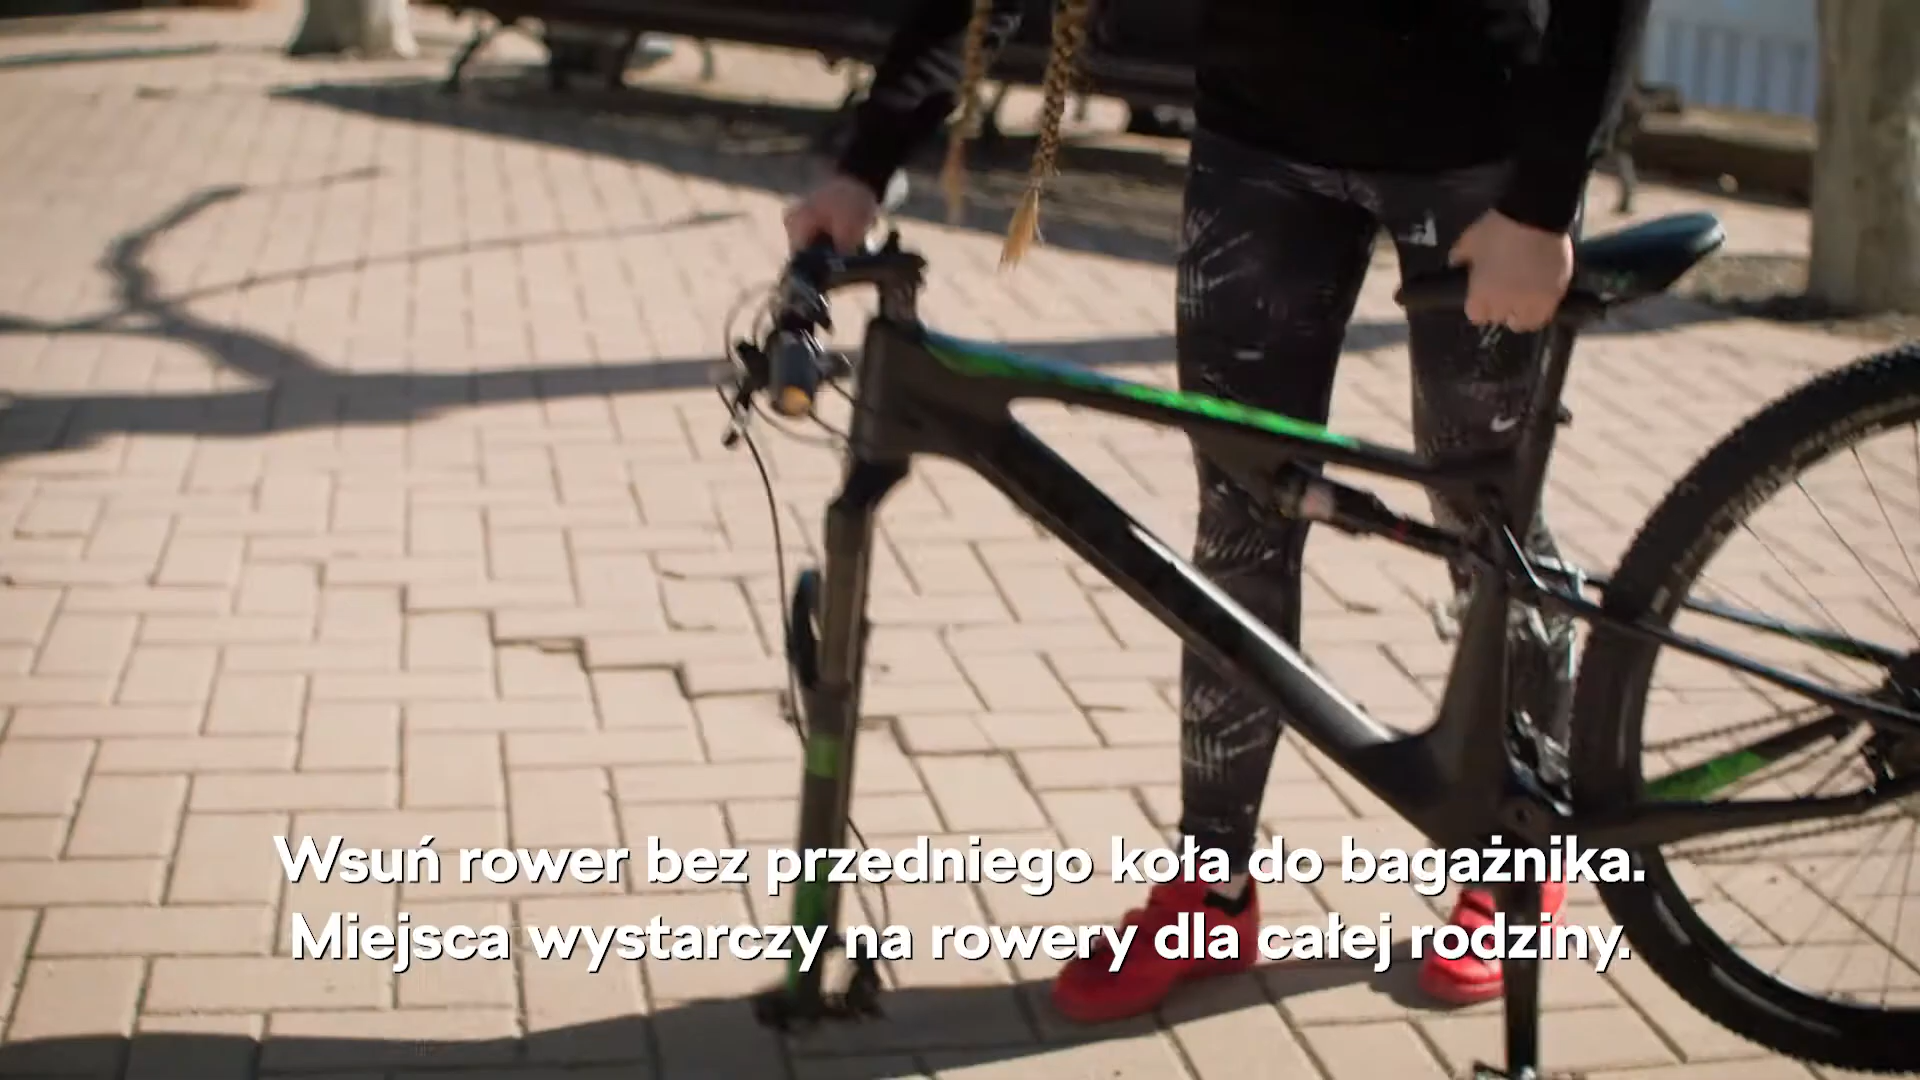 Wsuń rower bez przedniego koła do bagażnika.
Miejsca wystarczy na rowery dla całej rodziny.